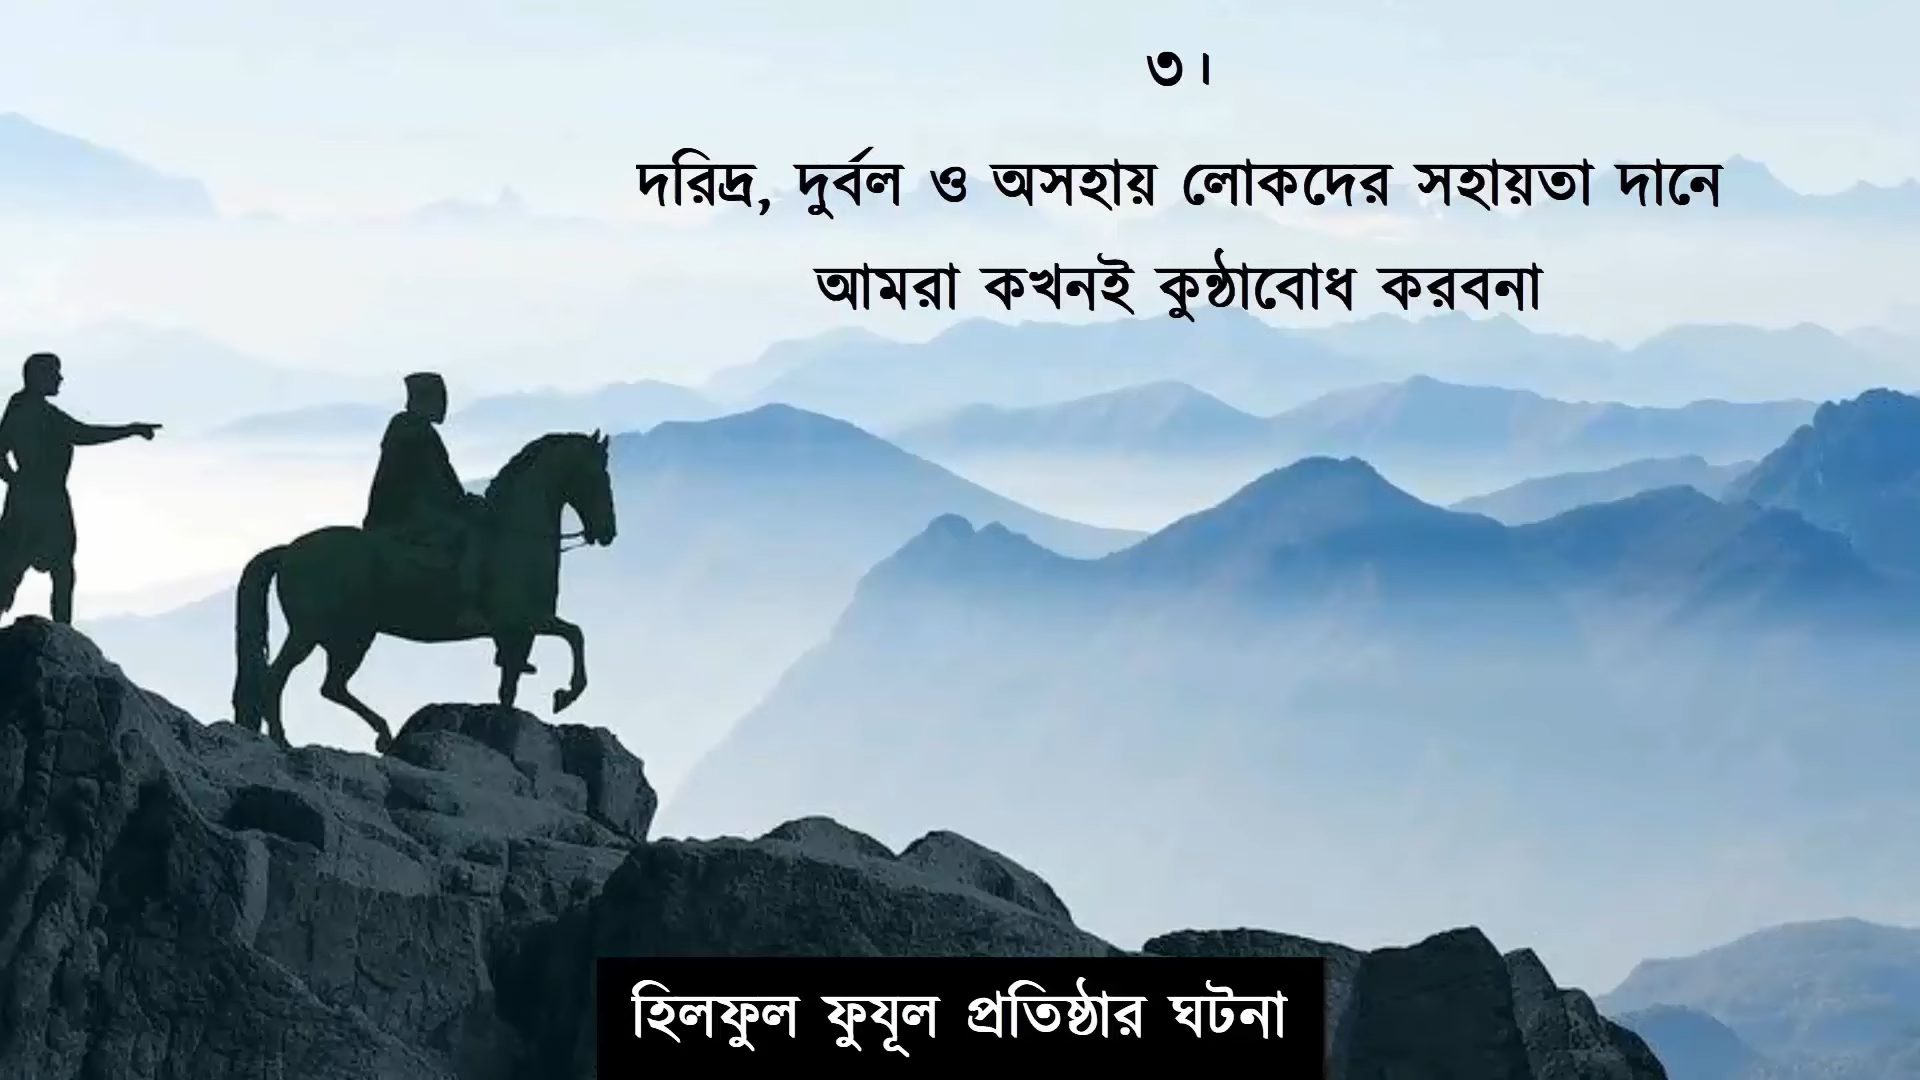 ৩।
দরিদ্র, দুর্বল ও অসহায় লোকদের সহায়তা দানে
আমরা কখনই কুন্ঠাবোধ করবনা
হিলফুল ফুযূল প্রতিষ্ঠার ঘটনা